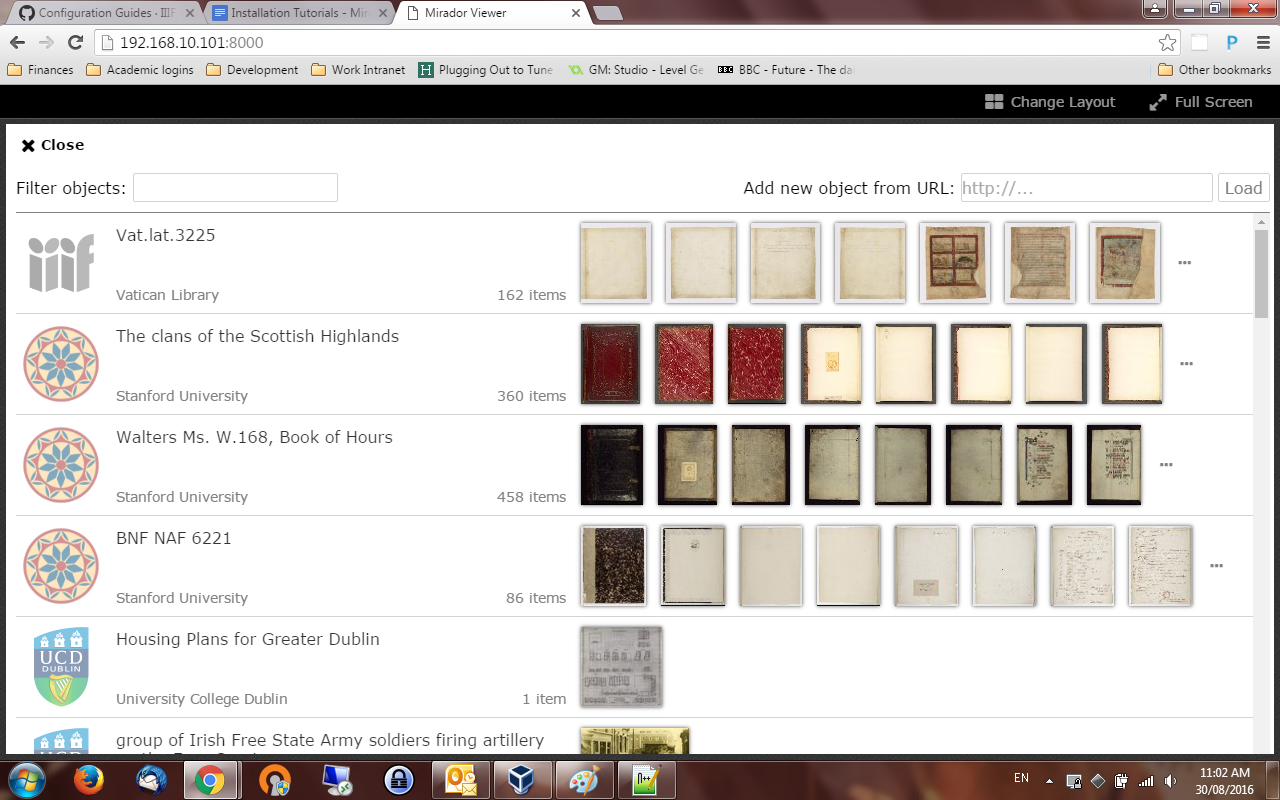 Configuration Guides · IIIF
Installation Tutorials - Mir
Mirador Viewer
192.168.10.101:8000
Finances
Academic logins
Development
Work Intranet
Plugging Out to Tune
GM: Studio - Level Ge
BBC - Future - The da
Other bookmarks
Change Layout
Full Screen
Close
Filter objects:
Add new object from URL: http://... Load
iiif
Vat.lat.3225
Vatican Library 162 items
The clans of the Scottish Highlands
Stanford University 360 items
Walters Ms. W.168, Book of Hours
Stanford University 458 items
BNF NAF 6221
Stanford University 86 items
UCD
DUBLIN
Housing Plans for Greater Dublin
University College Dublin 1 item
group of Irish Free State Army soldiers firing artillery
EN
11:02 AM
30/08/2016